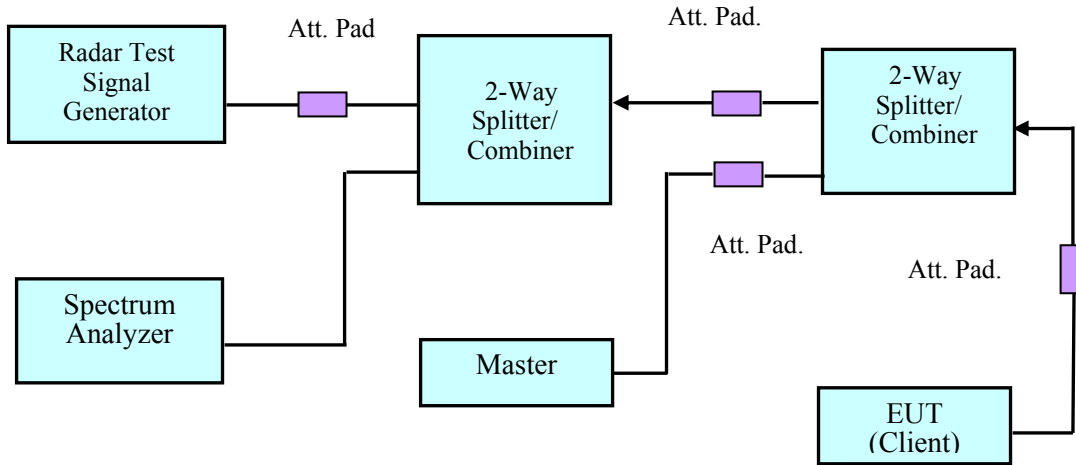 Att. Pad
Att. Pad.
Radar Test
Signal
Generator
2-Way
Splitter/
Combiner
2-Way
Splitter/
Combiner
Att. Pad.
Att. Pad.
Spectrum
Analyzer
Master
EUT
(Client)